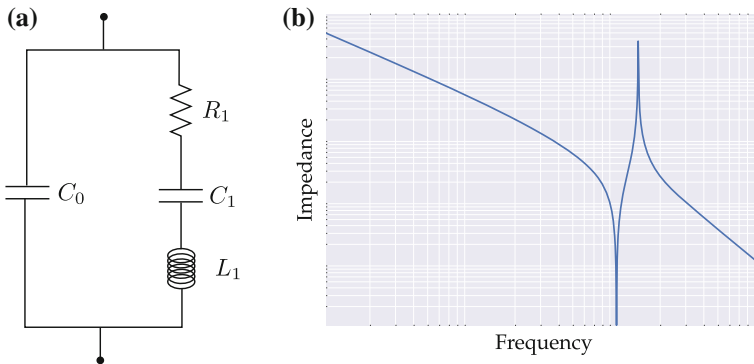 (a)
R₁
C₀
C₁
L₁
(b)
Impedance
Frequency